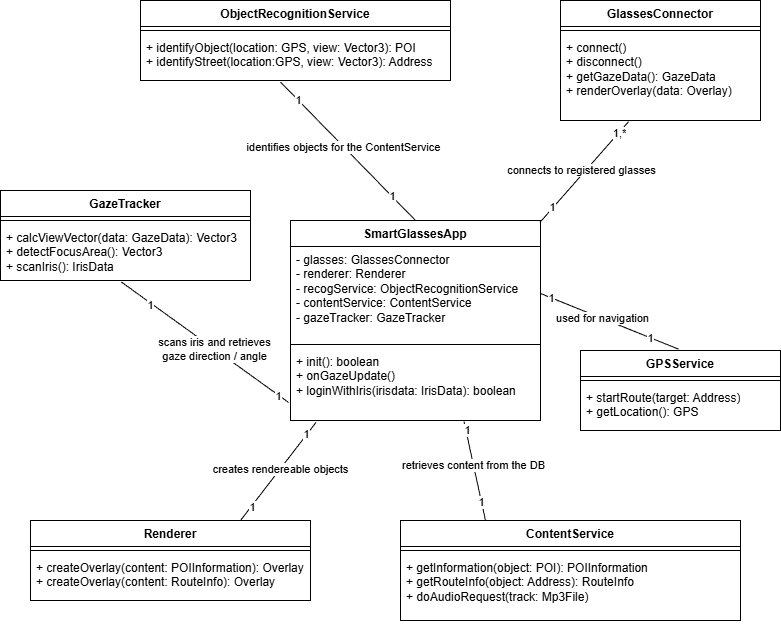 ObjectRecognitionService
+ identifyObject(location: GPS, view: Vector3): POI
+ identifyStreet(location:GPS, view: Vector3): Address
GlassesConnector
+ connect()
+ disconnect()
+ getGazeData(): GazeData
+ renderOverlay(data: Overlay)
1
identifies objects for the ContentService
1
1,*
connects to registered glasses
1
GazeTracker
+ calcViewVector(data: GazeData): Vector3
+ detectFocusArea(): Vector3
+ scanIris(): IrisData
SmartGlassesApp
- glasses: GlassesConnector
- renderer: Renderer
- recogService: ObjectRecognitionService
- contentService: ContentService
- gazeTracker: GazeTracker
+ init(): boolean
+ onGazeUpdate()
+ loginWithIris(irisdata: IrisData): boolean
1
scans iris and retrieves
gaze direction / angle
1
1
used for navigation
1
GPSService
+ startRoute(target: Address)
+ getLocation(): GPS
1
creates rendereable objects
1
1
retrieves content from the DB
1
Renderer
+ createOverlay(content: POIInformation): Overlay
+ createOverlay(content: RouteInfo): Overlay
ContentService
+ getInformation(object: POI): POIInformation
+ getRouteInfo(object: Address): RouteInfo
+ doAudioRequest(track: Mp3File)